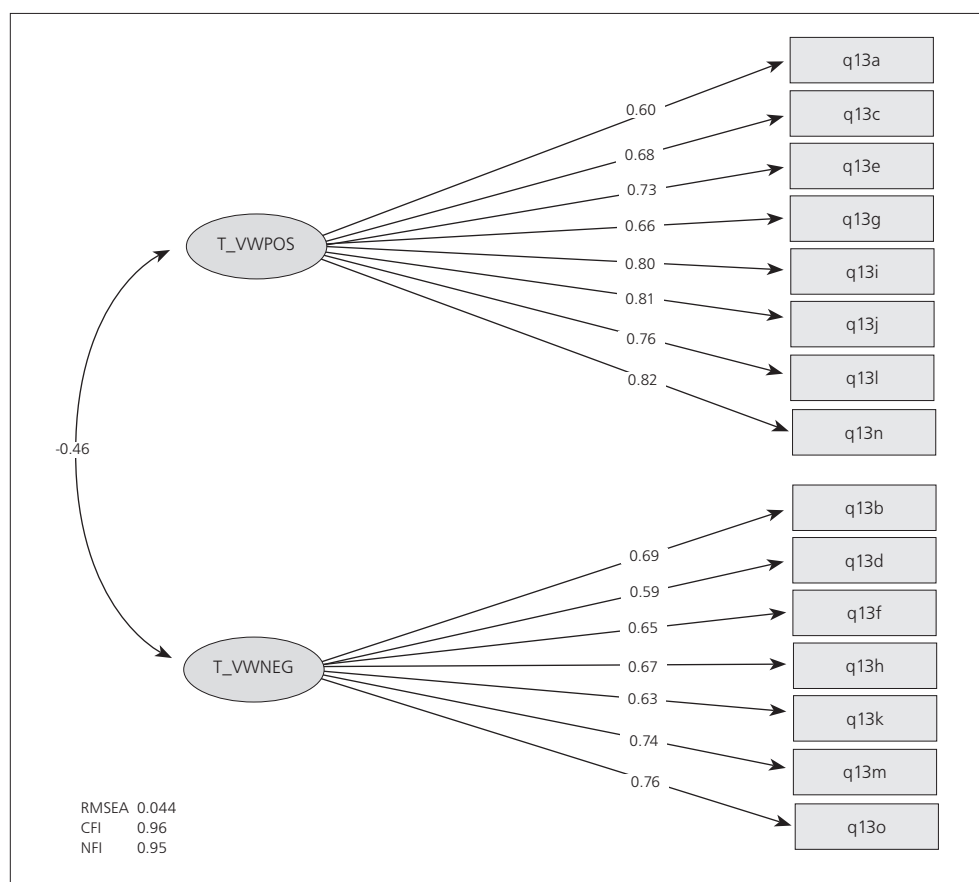 q13a
0.60
q13c
0.68
q13e
0.73
q13g
0.66
T_VWPOS
q13i
0.80
q13j
0.81
q13l
0.76
q13n
0.82
-0.46
q13b
0.69
q13d
0.59
q13f
0.65
q13h
0.67
T_VWNEG
q13k
0.63
q13m
0.74
q13o
0.76
RMSEA 0.044
CFI 0.96
NFI 0.95